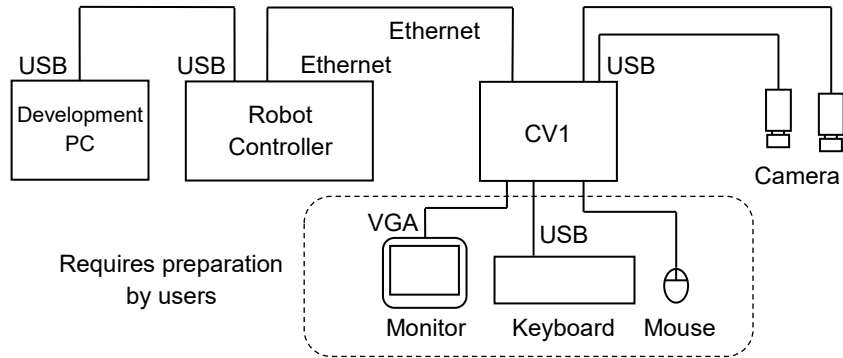 Ethernet
USB
USB
Ethernet
USB
Development
PC
Robot
Controller
CV1
Camera
VGA
USB
Requires preparation
by users
Monitor
Keyboard
Mouse